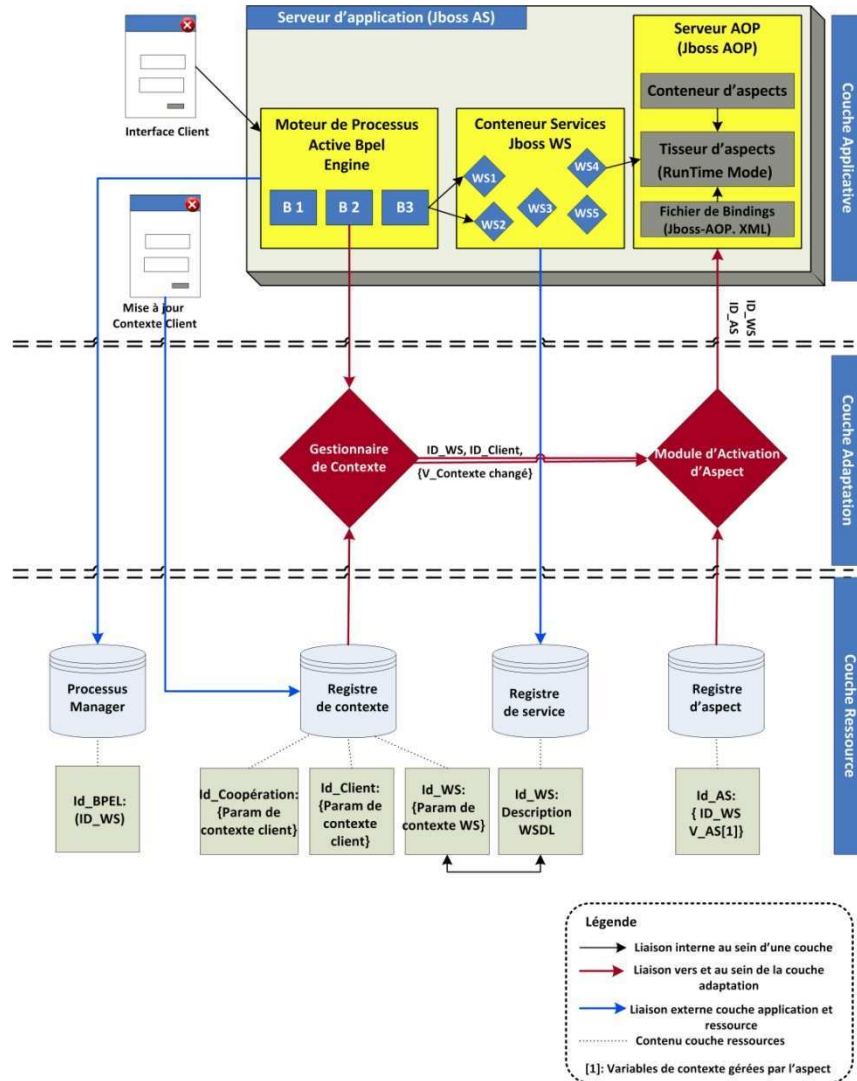 Serveur d'application (Jboss AS)
Serveur AOP
(Jboss AOP)
Conteneur d'aspects
Tisseur d'aspects
(RunTime Mode)
Fichier de Bindings
(Jboss-AOP. XML)
Interface Client
Moteur de Processus
Active Bpel
Engine
B 1
B 2
B3
Conteneur Services
Jboss WS
WS1
WS2
WS3
WS4
WS5
Couche Applicative
Mise à jour
Contexte Client
ID_WS
ID_AS
Gestionnaire
de Contexte
ID_WS, ID_Client,
{V_Contexte changé}
Module d'Activation
d'Aspect
Couche Adaptation
Processus
Manager
Registre
de contexte
Registre
de service
Registre
d'aspect
Couche Ressource
Id_BPEL:
(ID_WS)
Id_Coopération:
{Param de
contexte client}
Id_Client:
{Param de
contexte
client}
Id_WS:
{Param de
contexte WS}
Id_WS:
Description
WSDL
Id_AS:
{ ID_WS
V_AS[1]}
Légende
Liaison interne au sein d'une couche
Liaison vers et au sein de la couche
adaptation
Liaison externe couche application et
ressource
Contenu couche ressources
[1]: Variables de contexte gérées par l'aspect